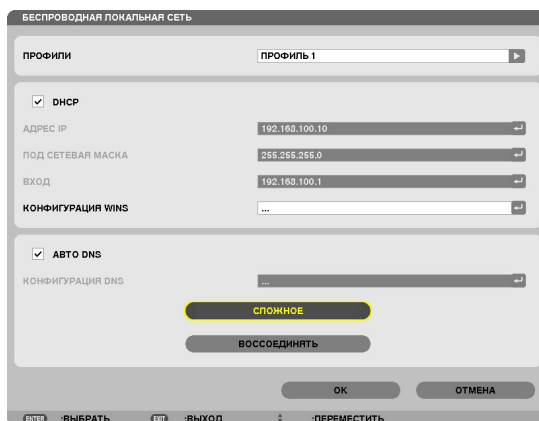 БЕСПРОВОДНАЯ ЛОКАЛЬНАЯ СЕТЬ
ПРОФИЛИ ПРОФИЛЬ 1
DHCP
АДРЕС IP 192.168.100.10
ПОД СЕТЕВАЯ МАСКА 255.255.255.0
ВХОД 192.168.100.1
КОНФИГУРАЦИЯ WINS ...
АВТО DNS
КОНФИГУРАЦИЯ DNS ...
СЛОЖНОЕ
ВОССОЕДИНЯТЬ
OK ОТМЕНА
ENTER :ВЫБРАТЬ EXIT :ВЫХОД :ПЕРЕМЕСТИТЬ